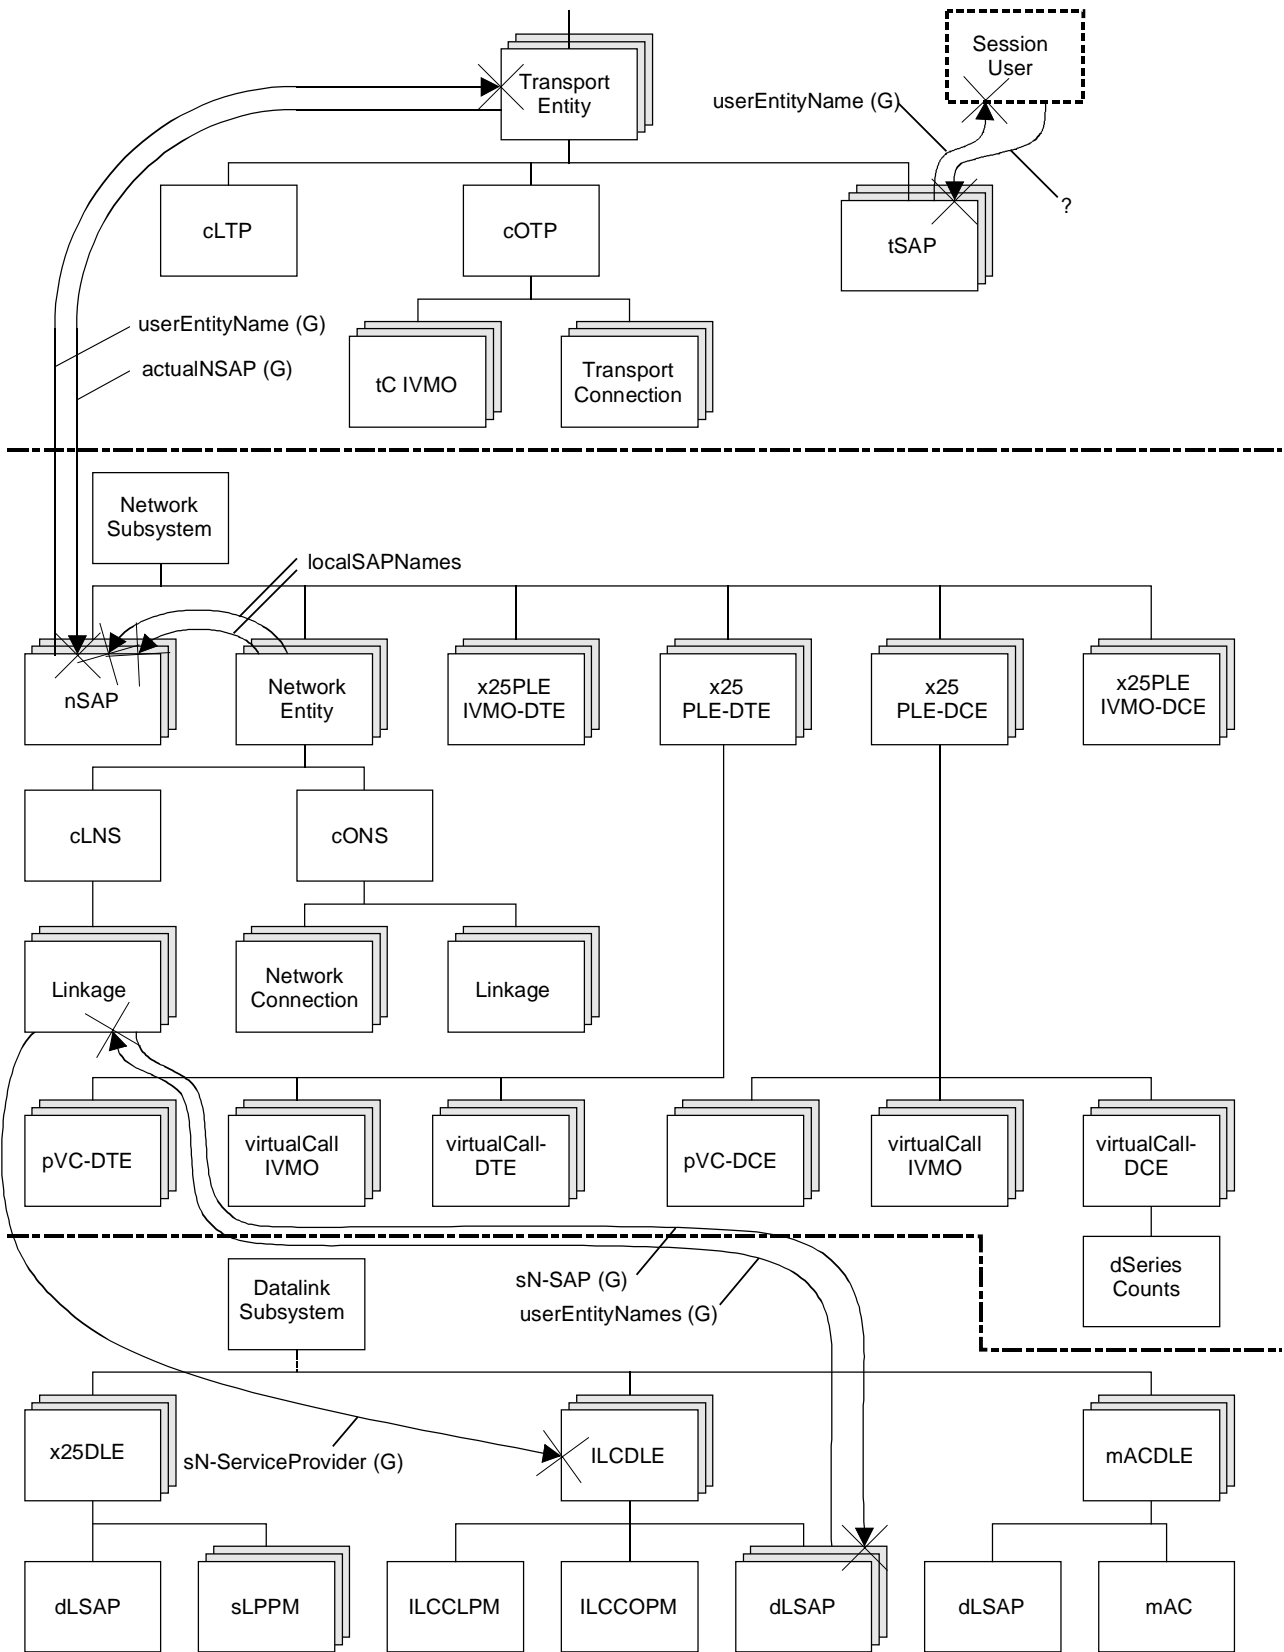 Session
User
Transport
Entity
userEntityName (G)
?
cLTP
cOTP
tSAP
userEntityName (G)
actualNSAP (G)
tC IVMO
Transport
Connection
Network
Subsystem
localSAPNames
nSAP
Network
Entity
x25PLE
IVMO-DTE
x25
PLE-DTE
x25
PLE-DCE
x25PLE
IVMO-DCE
cLNS
cONS
Linkage
Network
Connection
Linkage
pVC-DTE
virtualCall
IVMO
virtualCall-
DTE
pVC-DCE
virtualCall
IVMO
virtualCall-
DCE
sN-SAP (G)
userEntityNames (G)
dSeries
Counts
Datalink
Subsystem
x25DLE
sN-ServiceProvider (G)
lLCDLE
mACDLE
dLSAP
sLPPM
lLCCLPM
lLCCOPM
dLSAP
dLSAP
mAC